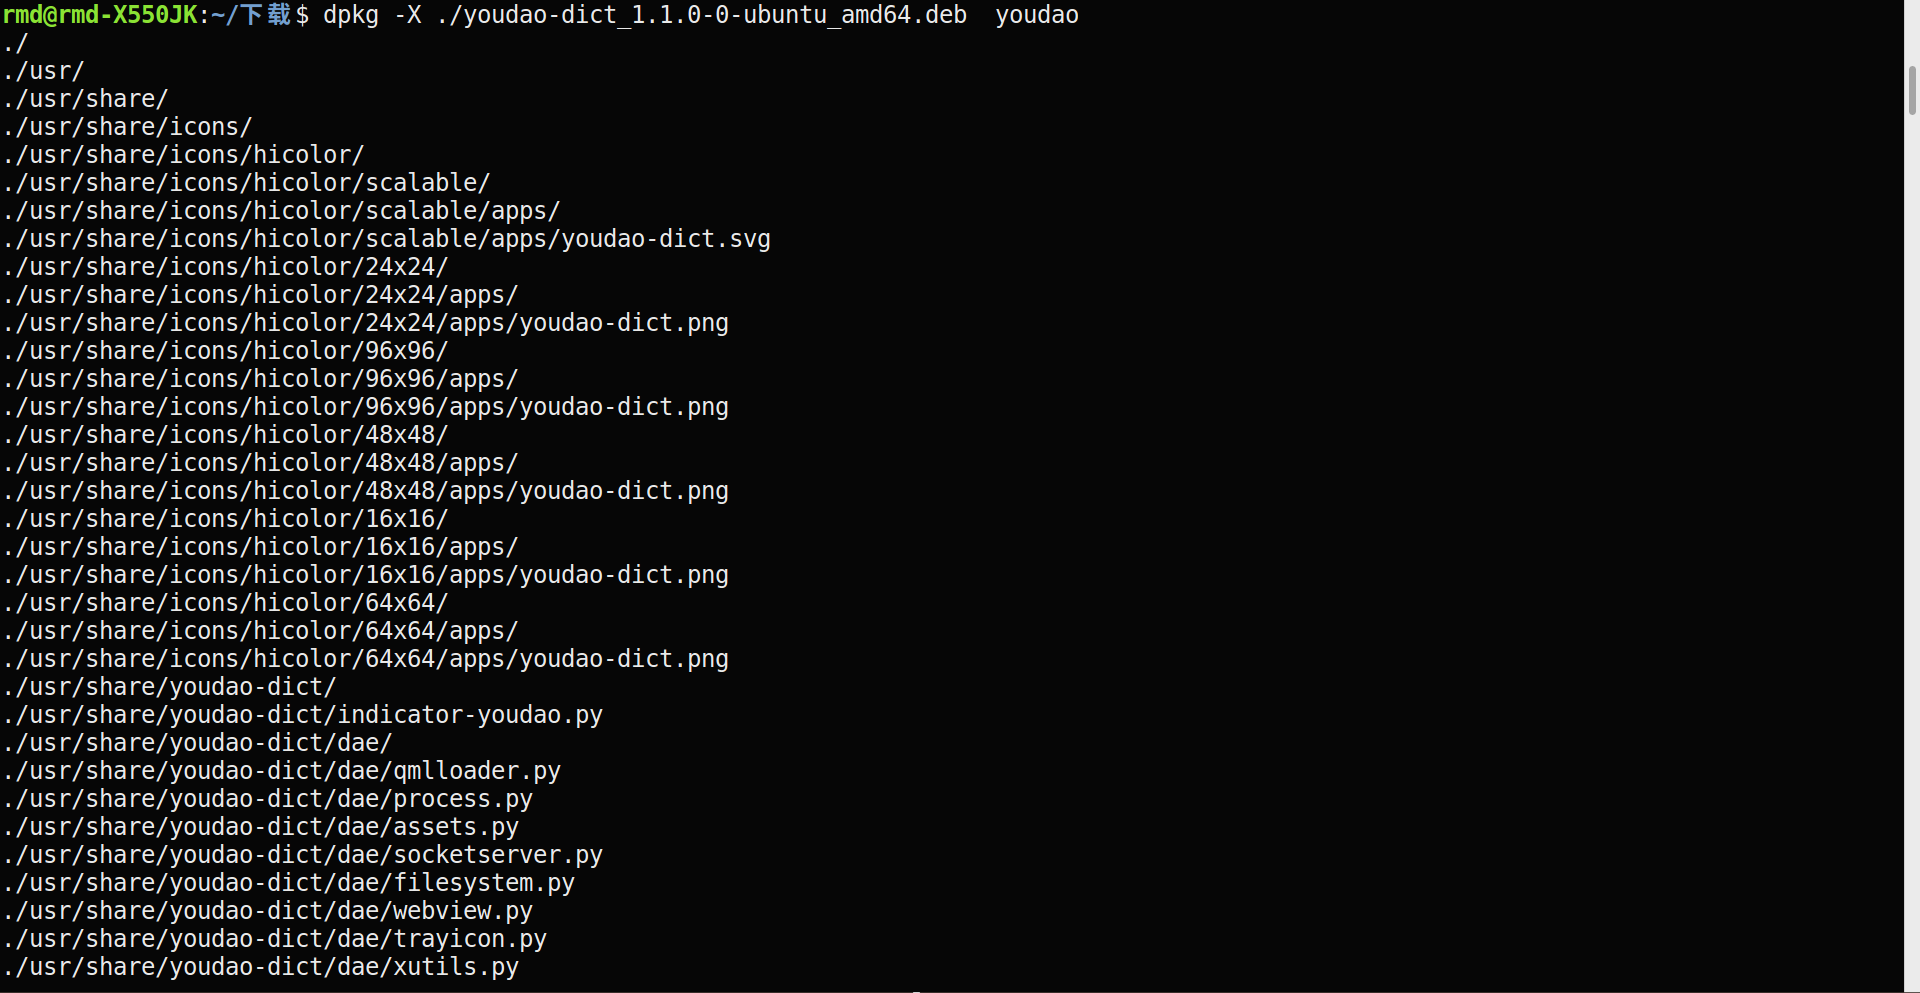 rmd@rmd-X550JK:~/下载$ dpkg -X ./youdao-dict_1.1.0-0-ubuntu_amd64.deb  youdao
./
./usr/
./usr/share/
./usr/share/icons/
./usr/share/icons/hicolor/
./usr/share/icons/hicolor/scalable/
./usr/share/icons/hicolor/scalable/apps/
./usr/share/icons/hicolor/scalable/apps/youdao-dict.svg
./usr/share/icons/hicolor/24x24/
./usr/share/icons/hicolor/24x24/apps/
./usr/share/icons/hicolor/24x24/apps/youdao-dict.png
./usr/share/icons/hicolor/96x96/
./usr/share/icons/hicolor/96x96/apps/
./usr/share/icons/hicolor/96x96/apps/youdao-dict.png
./usr/share/icons/hicolor/48x48/
./usr/share/icons/hicolor/48x48/apps/
./usr/share/icons/hicolor/48x48/apps/youdao-dict.png
./usr/share/icons/hicolor/16x16/
./usr/share/icons/hicolor/16x16/apps/
./usr/share/icons/hicolor/16x16/apps/youdao-dict.png
./usr/share/icons/hicolor/64x64/
./usr/share/icons/hicolor/64x64/apps/
./usr/share/icons/hicolor/64x64/apps/youdao-dict.png
./usr/share/youdao-dict/
./usr/share/youdao-dict/indicator-youdao.py
./usr/share/youdao-dict/dae/
./usr/share/youdao-dict/dae/qmlloader.py
./usr/share/youdao-dict/dae/process.py
./usr/share/youdao-dict/dae/assets.py
./usr/share/youdao-dict/dae/socketserver.py
./usr/share/youdao-dict/dae/filesystem.py
./usr/share/youdao-dict/dae/webview.py
./usr/share/youdao-dict/dae/trayicon.py
./usr/share/youdao-dict/dae/xutils.py